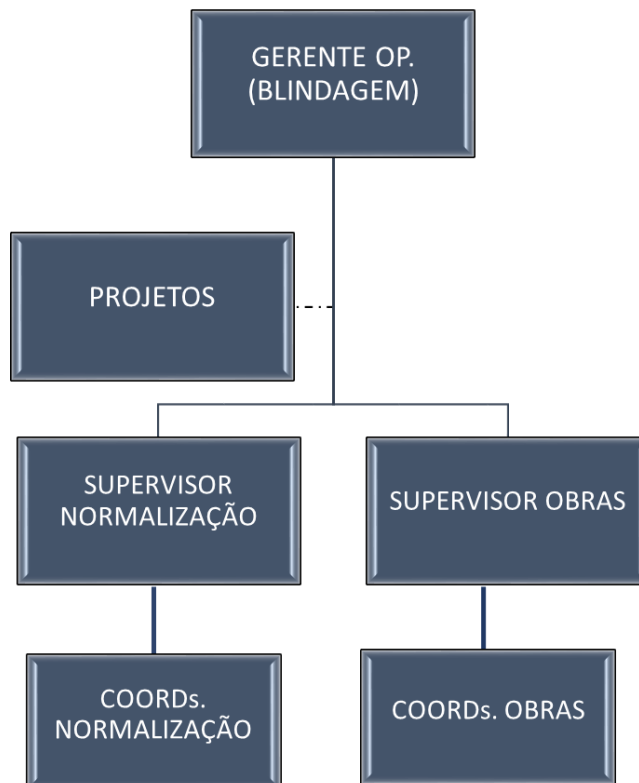 GERENTE OP.
(BLINDAGEM)
PROJETOS
SUPERVISOR
NORMALIZAÇÃO
SUPERVISOR OBRAS
COORDs.
NORMALIZAÇÃO
COORDs. OBRAS